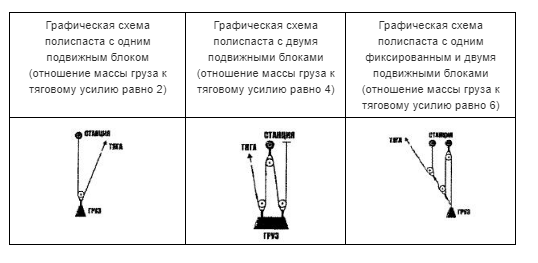 Графическая схема
полиспаста с одним
подвижным блоком
(отношение массы груза к
тяговому усилию равно 2)
Графическая схема
полиспаста с двумя
подвижными блоками
(отношение массы груза к
тяговому усилию равно 4)
Графическая схема
полиспаста с одним
фиксированным и двумя
подвижными блоками
(отношение массы груза к
тяговому усилию равно 6)
СТАНЦИЯ
ТЯГА
ГРУЗ
СТАНЦИЯ
ТЯГА
ГРУЗ
СТАНЦИЯ
ТЯГА
ГРУЗ